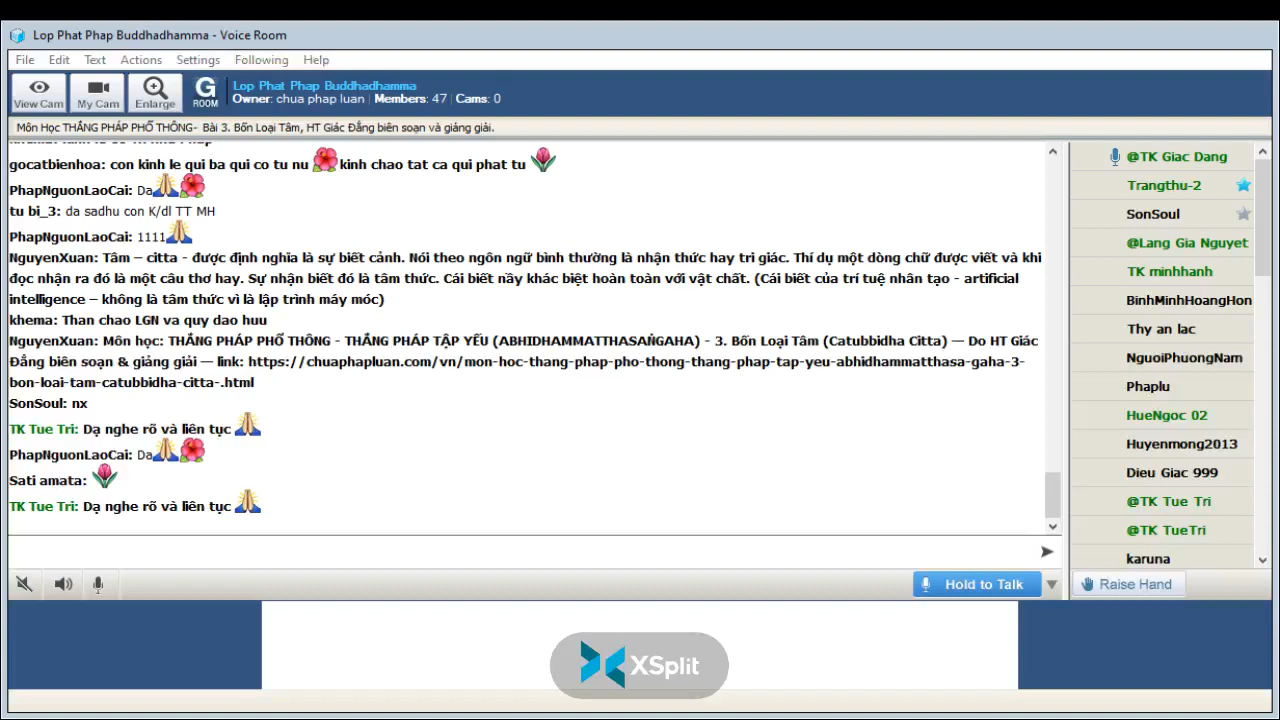 Lop Phat Phap Buddhadhamma - Voice Room
File Edit Text Actions Settings Following Help
View Cam My Cam Enlarge G ROOM
Lop Phat Phap Buddhadhamma
Owner: chua phap luan | Members: 47 | Cams: 0
Môn Học THẮNG PHÁP PHỔ THÔNG- Bài 3. Bốn Loại Tâm, HT Giác Đẳng biên soạn và giảng giải.
gocatbienhoa: con kinh le qui ba qui co tu nu kinh chao tat ca qui phat tu
PhapNguonLaoCai: Da
tu bi_3: da sadhu con K/dl TT MH
PhapNguonLaoCai: 1111
NguyenXuan: Tâm – citta - được định nghĩa là sự biết cảnh. Nói theo ngôn ngữ bình thường là nhận thức hay tri giác. Thí dụ một dòng chữ được viết và khi
đọc nhận ra đó là một câu thơ hay. Sự nhận biết đó là tâm thức. Cái biết nầy khác biệt hoàn toàn với vật chất. (Cái biết của trí tuệ nhân tạo - artificial
intelligence – không là tâm thức vì là lập trình máy móc)
khema: Than chao LGN va quy dao huu
NguyenXuan: Môn học: THẮNG PHÁP PHỔ THÔNG - THẮNG PHÁP TẬP YẾU (ABHIDHAMMATTHASAṄGAHA) - 3. Bốn Loại Tâm (Catubbidha Citta) — Do HT Giác
Đẳng biên soạn & giảng giải — link: https://chuaphapluan.com/vn/mon-hoc-thang-phap-pho-thong-thang-phap-tap-yeu-abhidhammatthasa-gaha-3-
bon-loai-tam-catubbidha-citta-.html
SonSoul: nx
TK Tue Tri: Dạ nghe rõ và liên tục
PhapNguonLaoCai: Da
Sati amata:
TK Tue Tri: Dạ nghe rõ và liên tục
@TK Giac Dang
Trangthu-2
SonSoul
@Lang Gia Nguyet
TK minhhanh
BinhMinhHoangHon
Thy an lac
NguoiPhuongNam
Phaplu
HueNgoc 02
Huyenmong2013
Dieu Giac 999
@TK Tue Tri
@TK TueTri
karuna
Hold to Talk
Raise Hand
XSplit